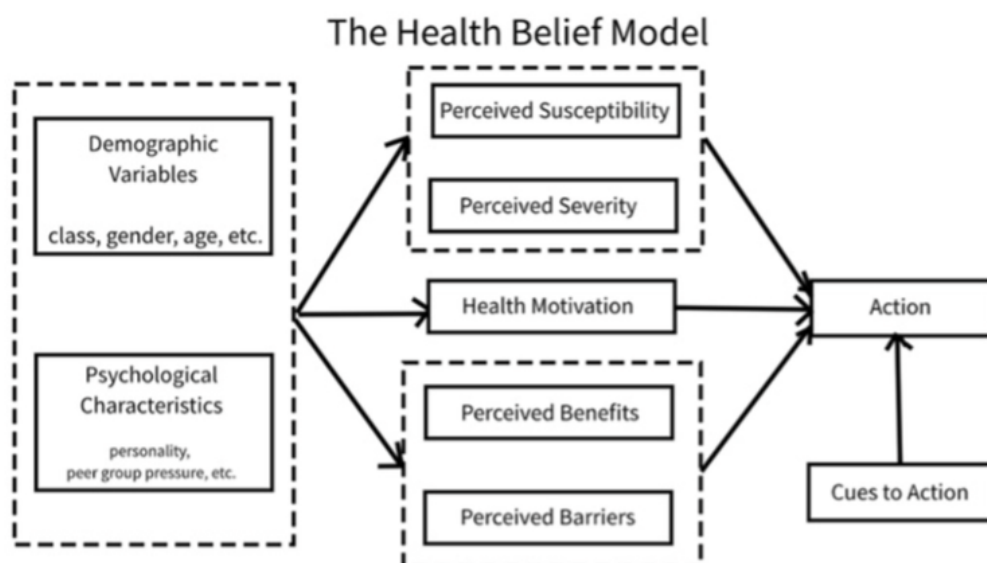 The Health Belief Model
Demographic
Variables
class, gender, age, etc.
Psychological
Characteristics
personality,
peer group pressure, etc.
Perceived Susceptibility
Perceived Severity
Health Motivation
Perceived Benefits
Perceived Barriers
Action
Cues to Action